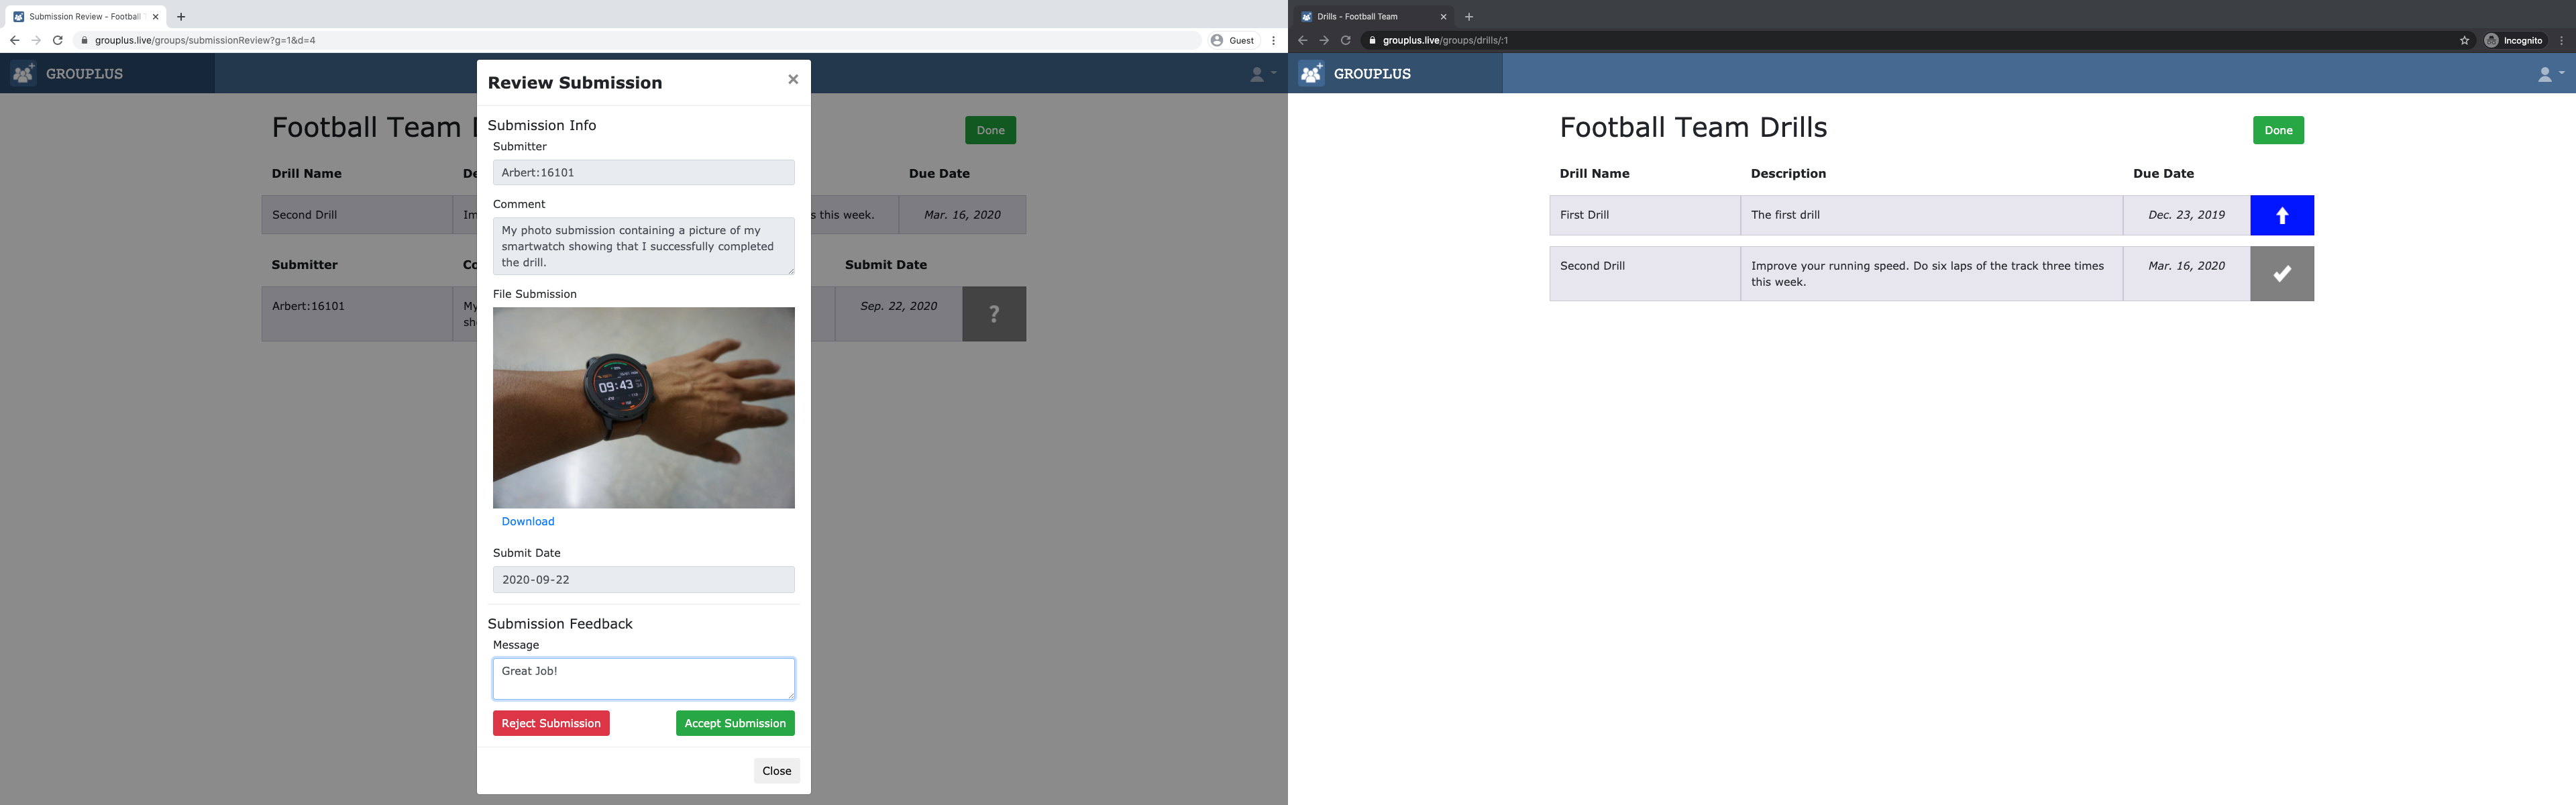 Submission Review - Football
grouplus.live/groups/submissionReview?g=1&d=4
Guest
GROUPLUS
Football Team
Done
Drill Name
De
Due Date
Second Drill
Im
s this week.
Mar. 16, 2020
Submitter
Co
Submit Date
Arbert:16101
My
sh
Sep. 22, 2020
?
Review Submission
×
Submission Info
Submitter
Arbert:16101
Comment
My photo submission containing a picture of my
smartwatch showing that I successfully completed
the drill.
File Submission
09:43
Download
Submit Date
2020-09-22
Submission Feedback
Message
Great Job!
Reject Submission
Accept Submission
Close
Drills - Football Team
grouplus.live/groups/drills/:1
Incognito
GROUPLUS
Football Team Drills
Done
Drill Name
Description
Due Date
First Drill
The first drill
Dec. 23, 2019
Second Drill
Improve your running speed. Do six laps of the track three times
this week.
Mar. 16, 2020